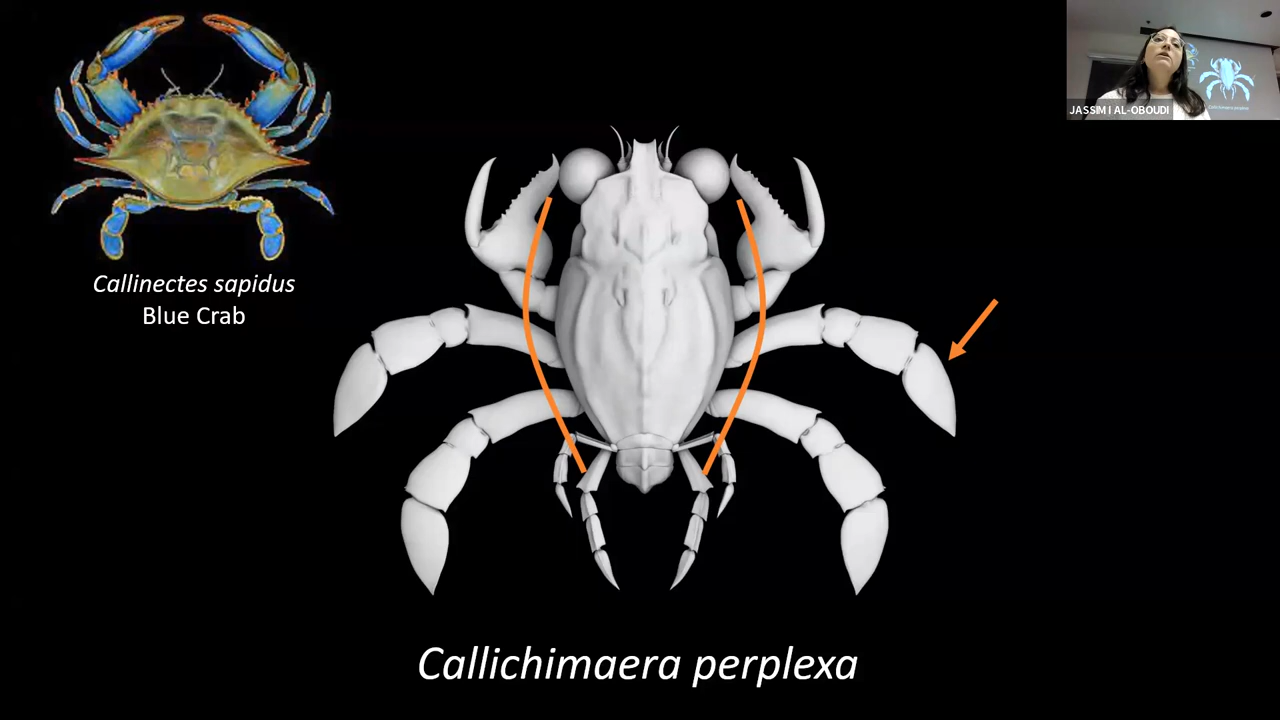 Callinectes sapidus
Blue Crab
JASSIM I AL-OBOUDI
Callichimaera perplexa